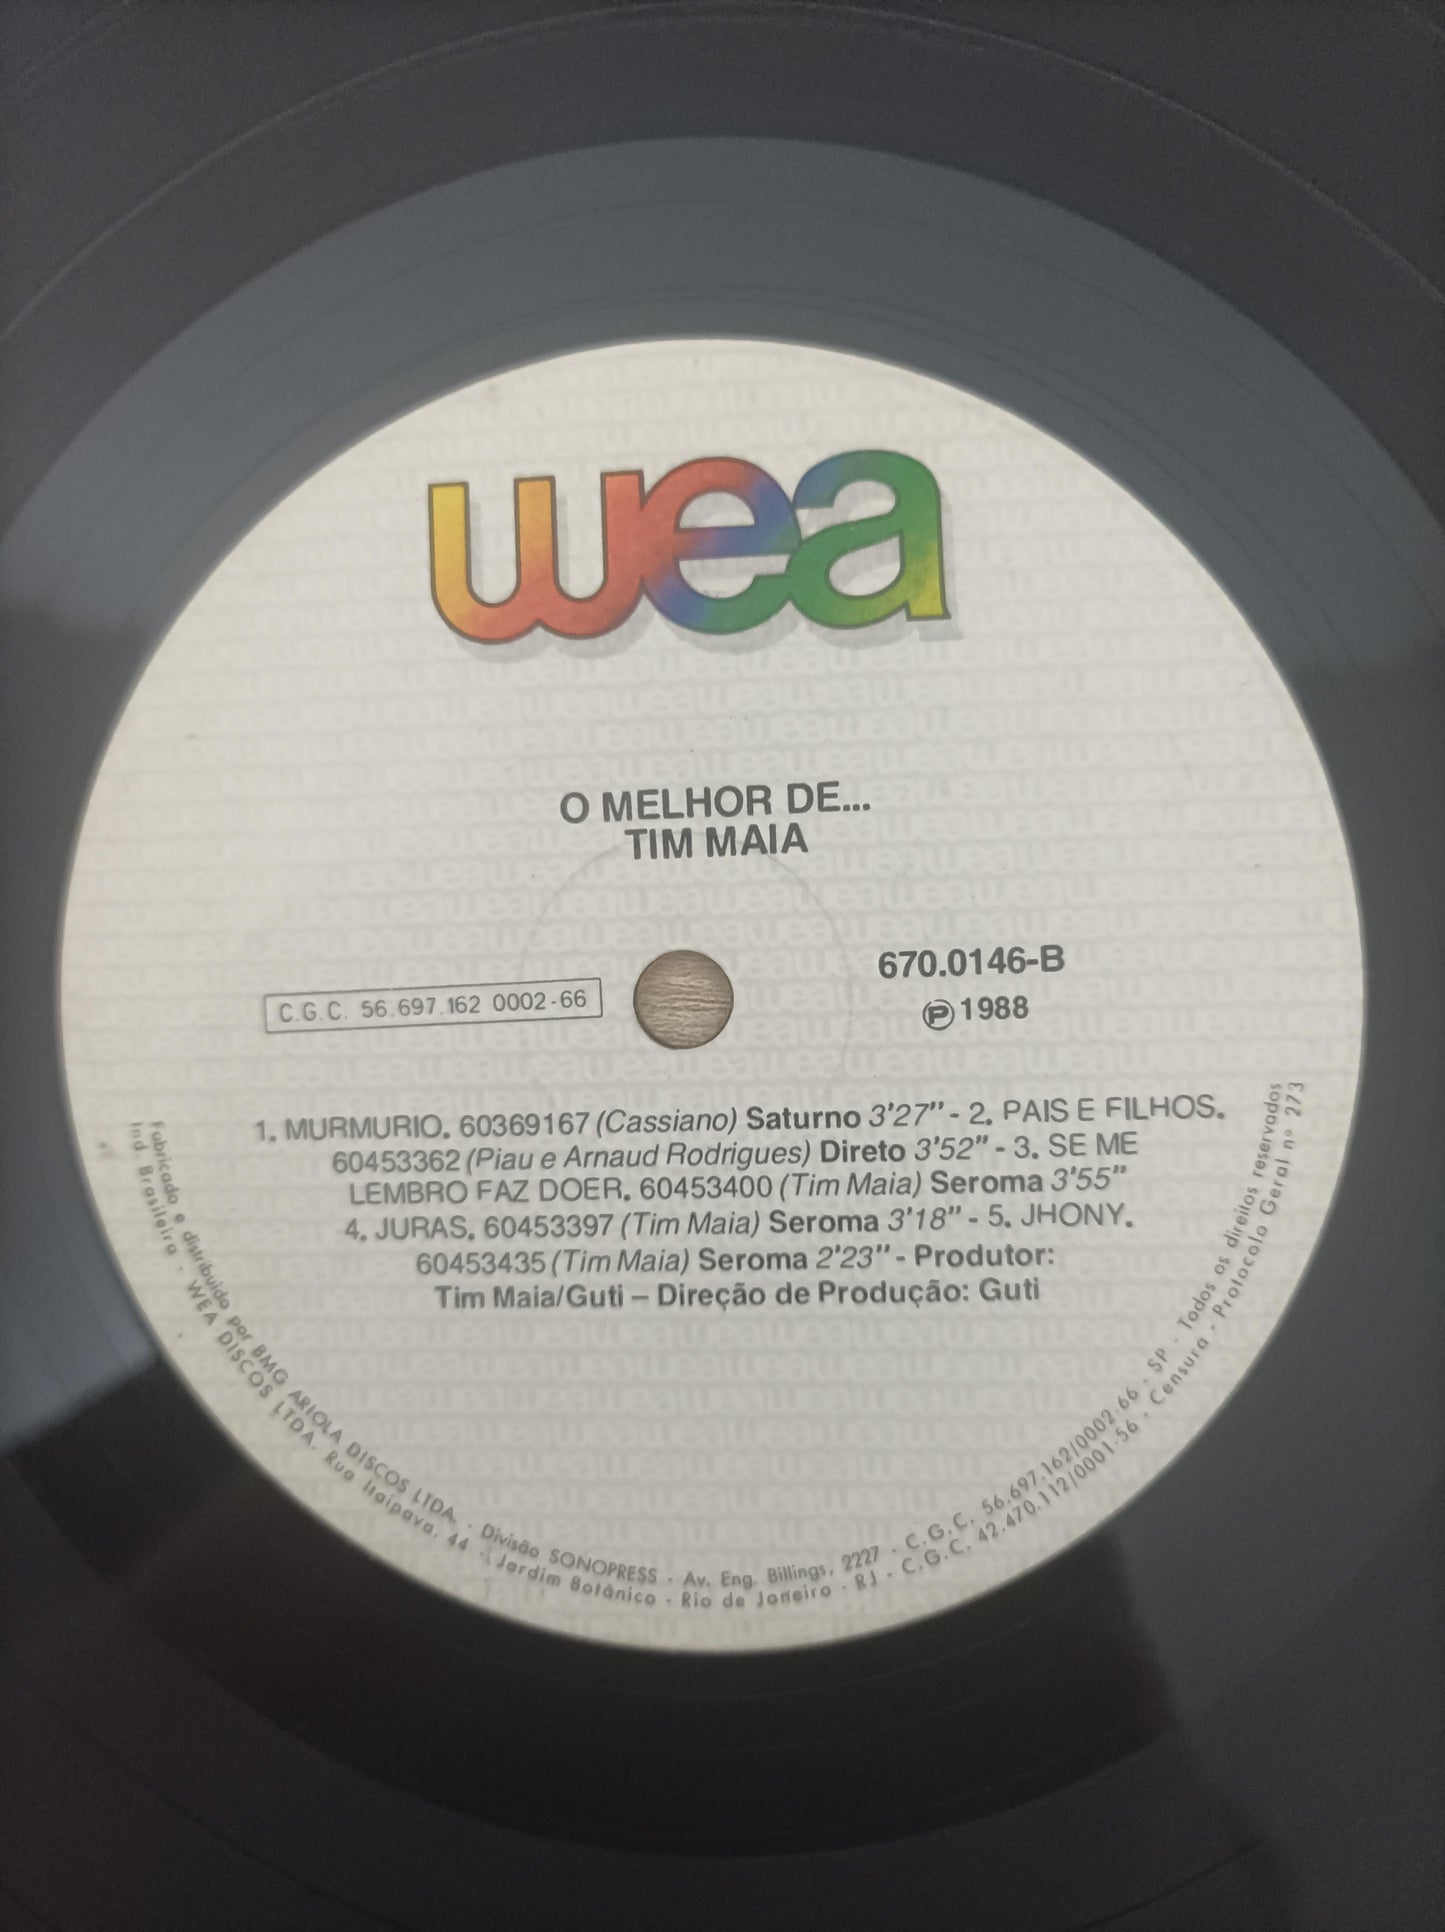 wea
O MELHOR DE...
TIM MAIA
670.0146-B
C.G.C. 56.697.162 0002-66
Ⓟ 1988
1. MURMURIO. 60369167 (Cassiano) Saturno 3'27" - 2. PAIS E FILHOS.
60453362 (Piau e Arnaud Rodrigues) Direto 3'52" - 3. SE ME
LEMBRO FAZ DOER. 60453400 (Tim Maia) Seroma 3'55"
4. JURAS. 60453397 (Tim Maia) Seroma 3'18" - 5. JHONY.
60453435 (Tim Maia) Seroma 2'23" - Produtor:
Tim Maia/Guti – Direção de Produção: Guti
Fabricado e distribuido por BMG ARIOLA DISCOS LTDA. - Divisão SONOPRESS - Av. Eng. Billings, 2227 - C.G.C. 56.697.162/0002-66 - SP - Todos os direitos reservados
Ind. Brasileira - WEA DISCOS LTDA. Rua Itaipava, 44 - Jardim Botânico - Rio de Janeiro - RJ - C.G.C. 42.470.112/0001-56 - Censura - Protocolo Geral nº 273